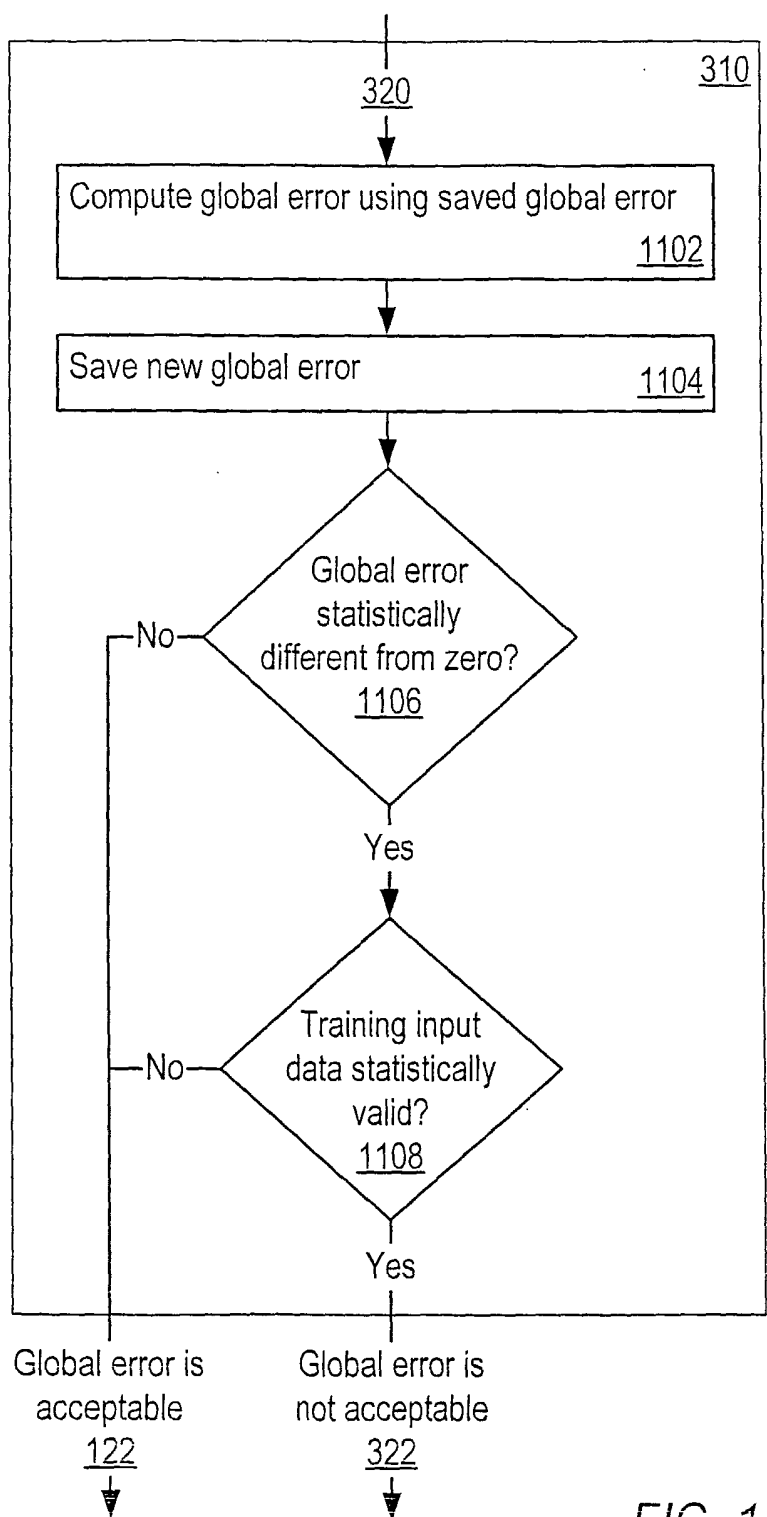 310
320
Compute global error using saved global error
1102
Save new global error
1104
Global error
statistically
different from zero?
1106
No
Yes
Training input
data statistically
valid?
1108
No
Yes
Global error is
acceptable
122
Global error is
not acceptable
322